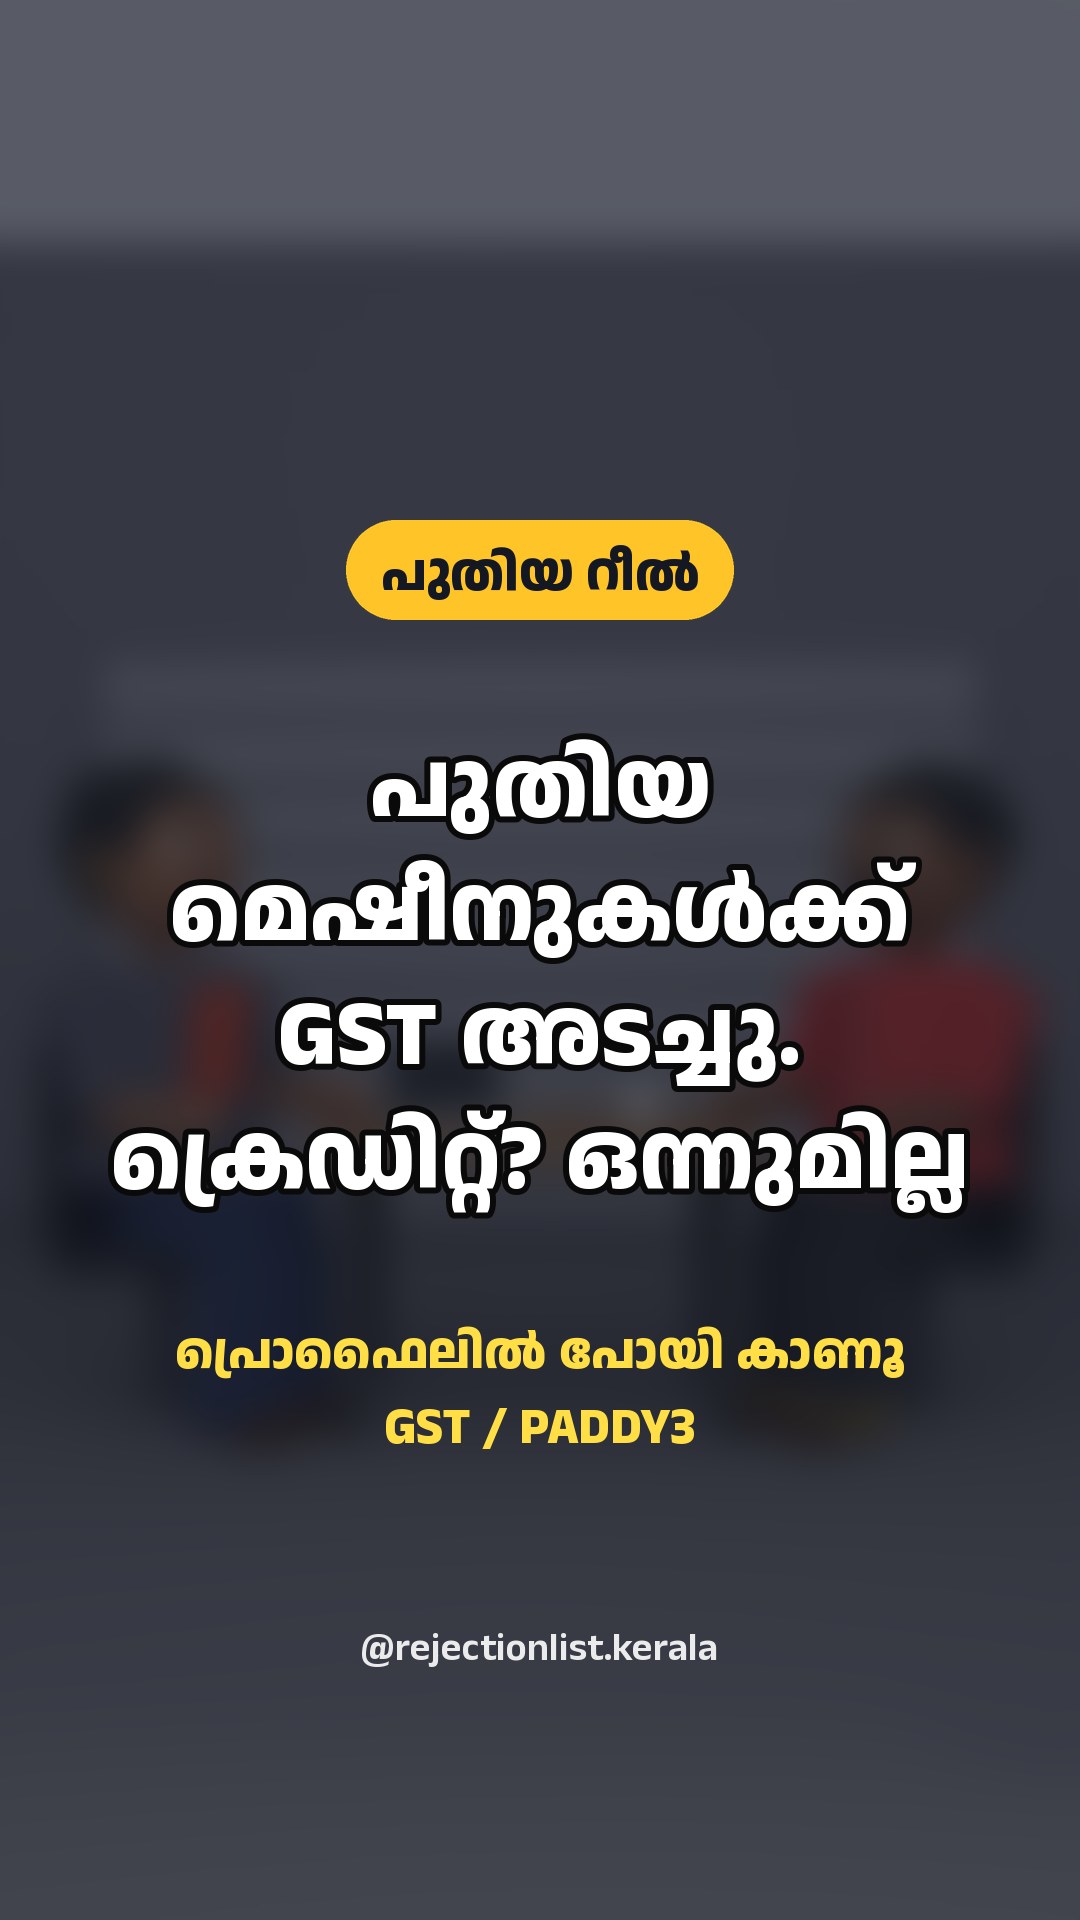 പുതിയ റീൽ
പുതിയ
മെഷീനുകൾക്ക്
GST അടച്ചു.
ക്രെഡിറ്റ്? ഒന്നുമില്ല
പ്രൊഫൈലിൽ പോയി കാണൂ
GST / PADDY3
@rejectionlist.kerala